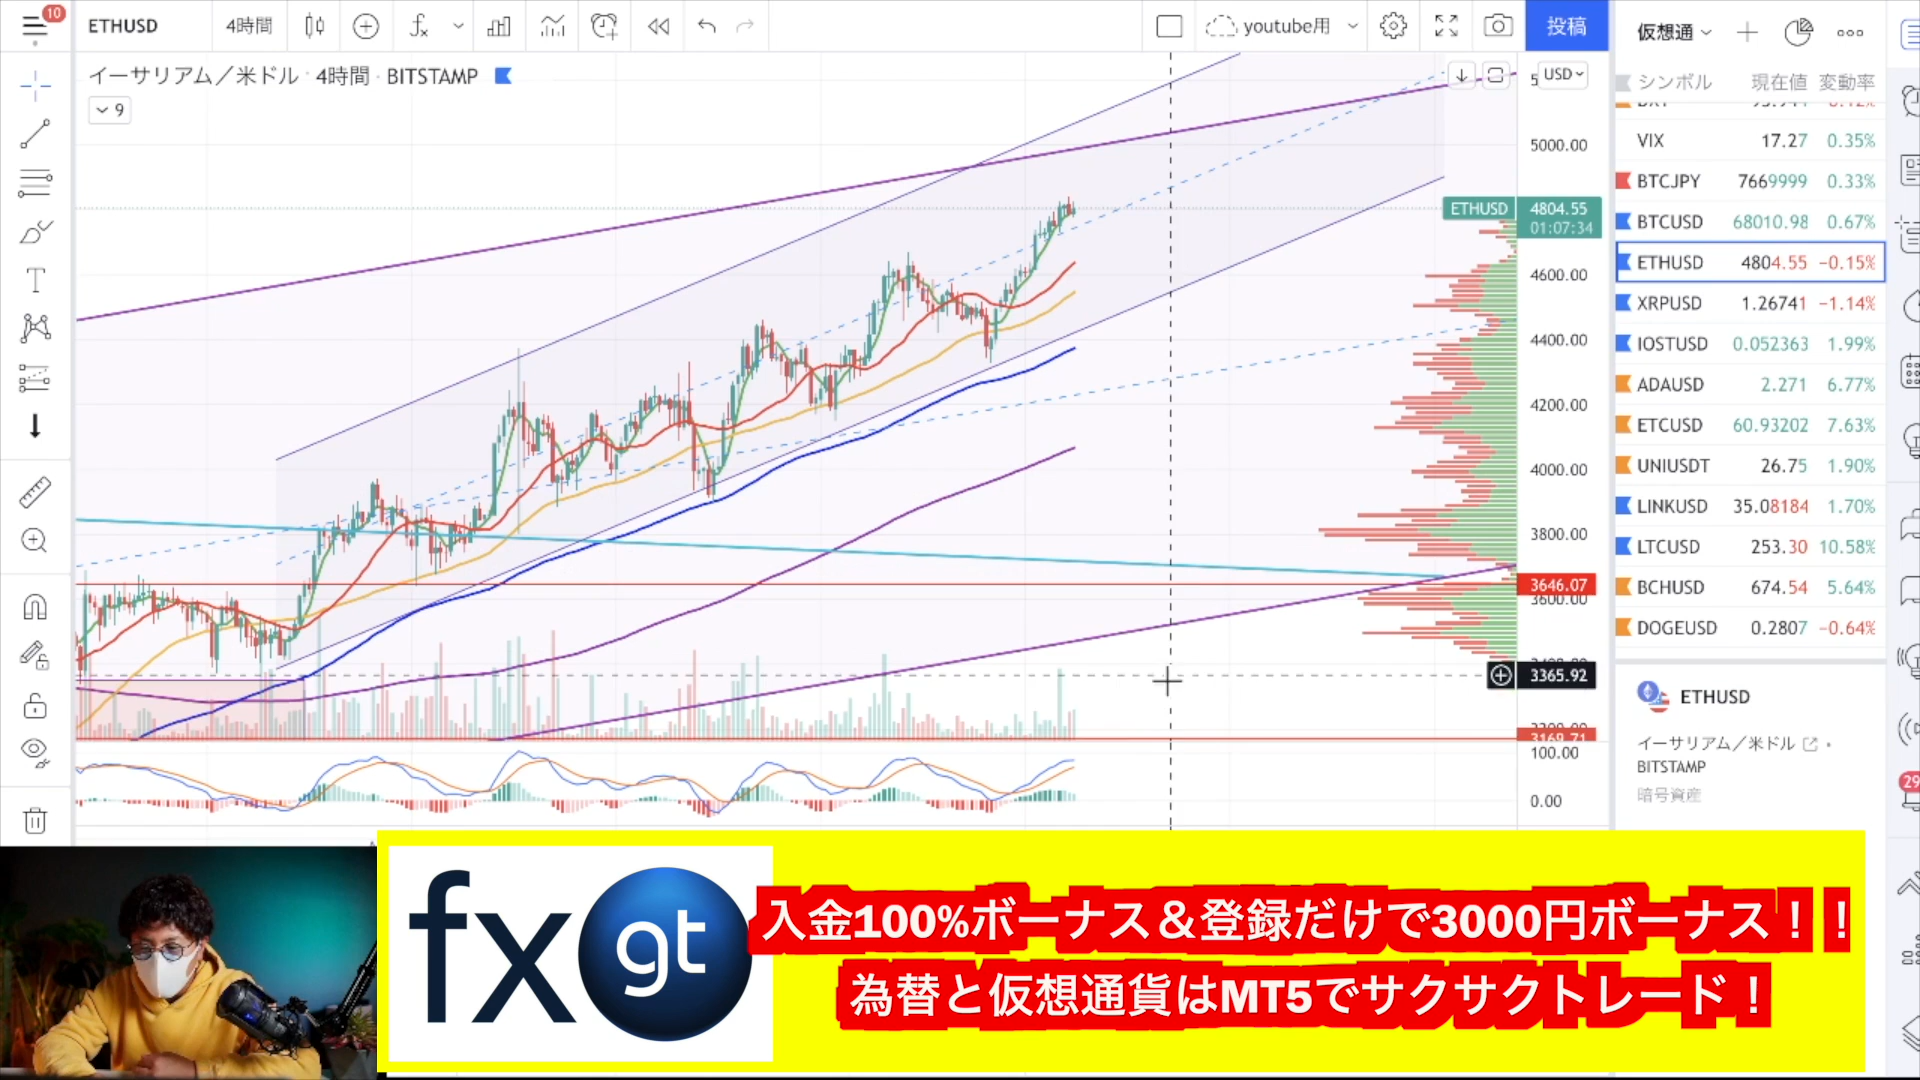 10
ETHUSD
4時間
youtube用
投稿
仮想通
イーサリアム／米ドル · 4時間 · BITSTAMP
9
USD
5000.00
ETHUSD 4804.55
01:07:34
4600.00
4400.00
4200.00
4000.00
3800.00
3646.07
3600.00
3365.92
3169.71
100.00
0.00
シンボル 現在値 変動率
VIX 17.27 0.35%
BTCJPY 7669999 0.33%
BTCUSD 68010.98 0.67%
ETHUSD 4804.55 −0.15%
XRPUSD 1.26741 −1.14%
IOSTUSD 0.052363 1.99%
ADAUSD 2.271 6.77%
ETCUSD 60.93202 7.63%
UNIUSDT 26.75 1.90%
LINKUSD 35.08184 1.70%
LTCUSD 253.30 10.58%
BCHUSD 674.54 5.64%
DOGEUSD 0.2807 −0.64%
ETHUSD
イーサリアム／米ドル
BITSTAMP
暗号資産
29
fxgt
入金100%ボーナス＆登録だけで3000円ボーナス！！
為替と仮想通貨はMT5でサクサクトレード！